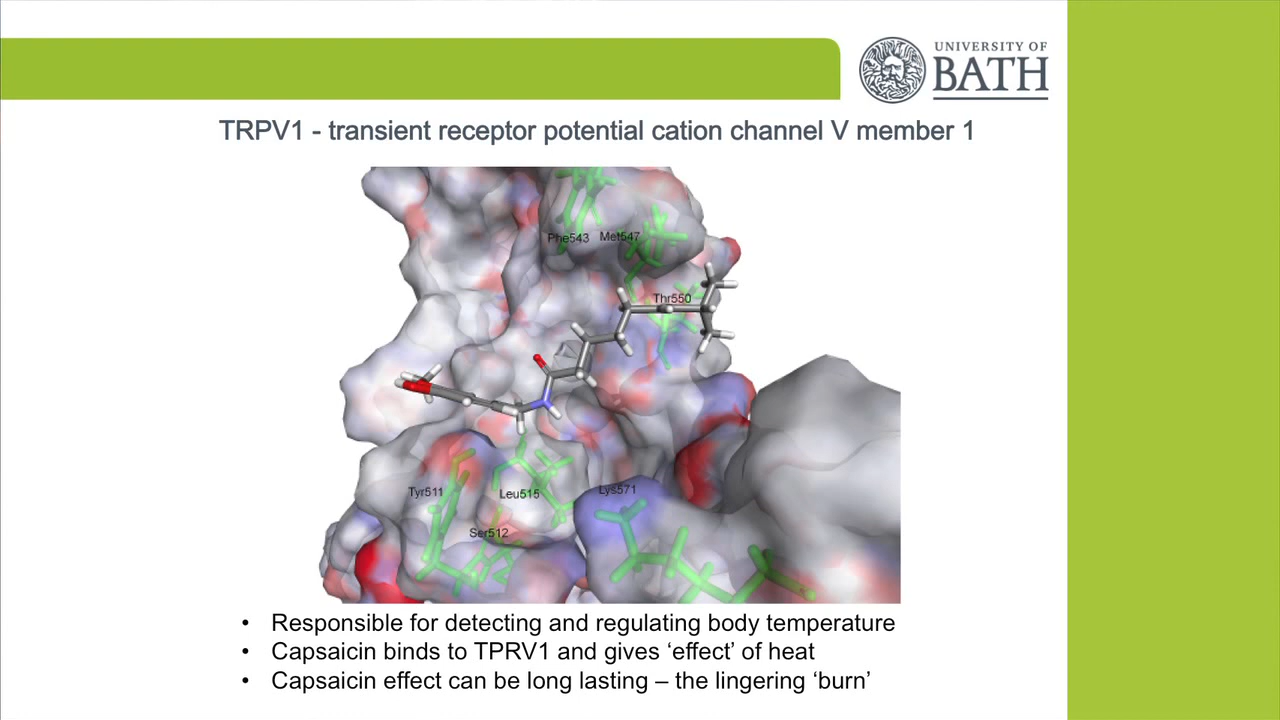 UNIVERSITY OF
BATH
TRPV1 - transient receptor potential cation channel V member 1
Phe543 Met547
Thr550
Tyr511 Leu515 Lys571
Ser512
• Responsible for detecting and regulating body temperature
• Capsaicin binds to TPRV1 and gives ‘effect’ of heat
• Capsaicin effect can be long lasting – the lingering ‘burn’